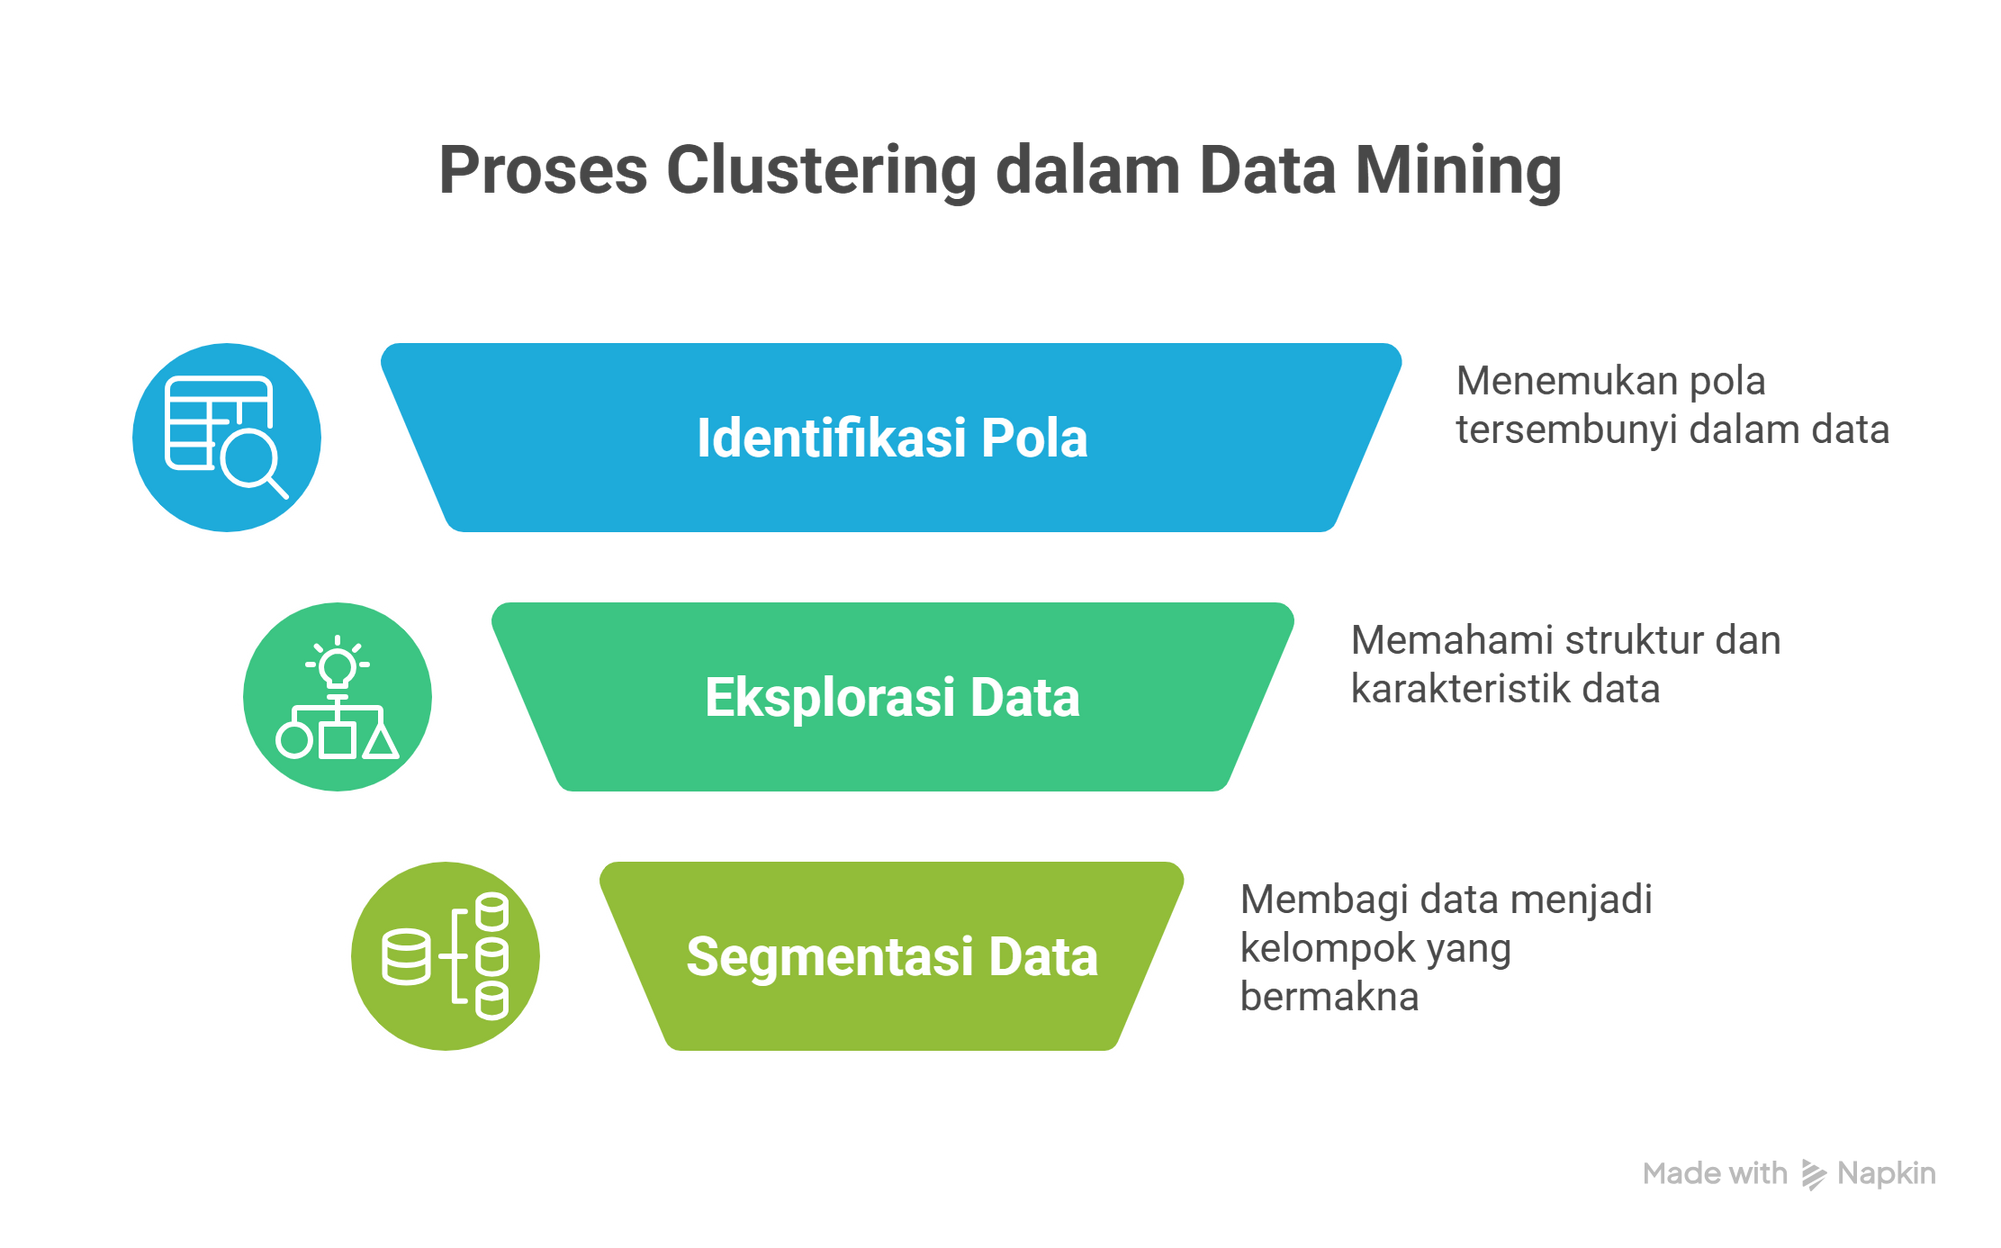 Proses Clustering dalam Data Mining
Identifikasi Pola
Menemukan pola
tersembunyi dalam data
Eksplorasi Data
Memahami struktur dan
karakteristik data
Segmentasi Data
Membagi data menjadi
kelompok yang
bermakna
Made with Napkin